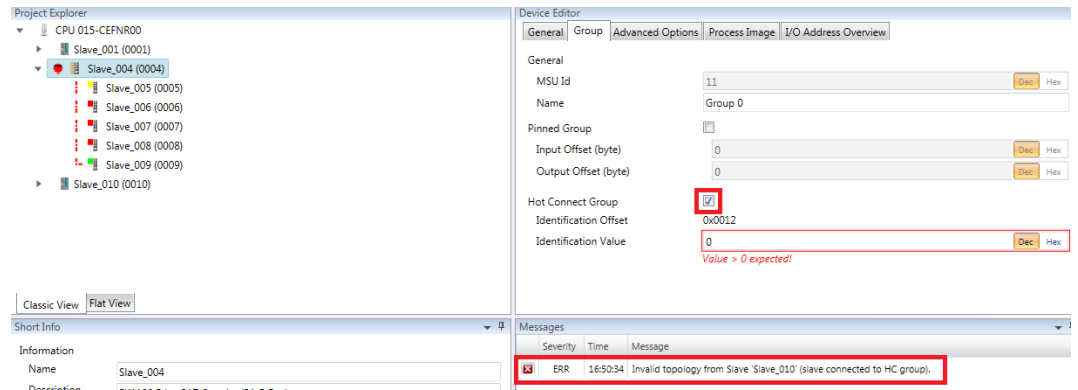 Project Explorer
CPU 015-CEFNR00
Slave_001 (0001)
Slave_004 (0004)
Slave_005 (0005)
Slave_006 (0006)
Slave_007 (0007)
Slave_008 (0008)
Slave_009 (0009)
Slave_010 (0010)
Classic View Flat View
Device Editor
General Group Advanced Options Process Image I/O Address Overview
General
MSU Id 11 Dec Hex
Name Group 0
Pinned Group
Input Offset (byte) 0 Dec Hex
Output Offset (byte) 0 Dec Hex
Hot Connect Group
Identification Offset 0x0012
Identification Value 0 Dec Hex
Value > 0 expected!
Short Info
Information
Name Slave_004
Description
Messages
Severity Time Message
ERR 16:50:34 Invalid topology from Slave 'Slave_010' (slave connected to HC group).